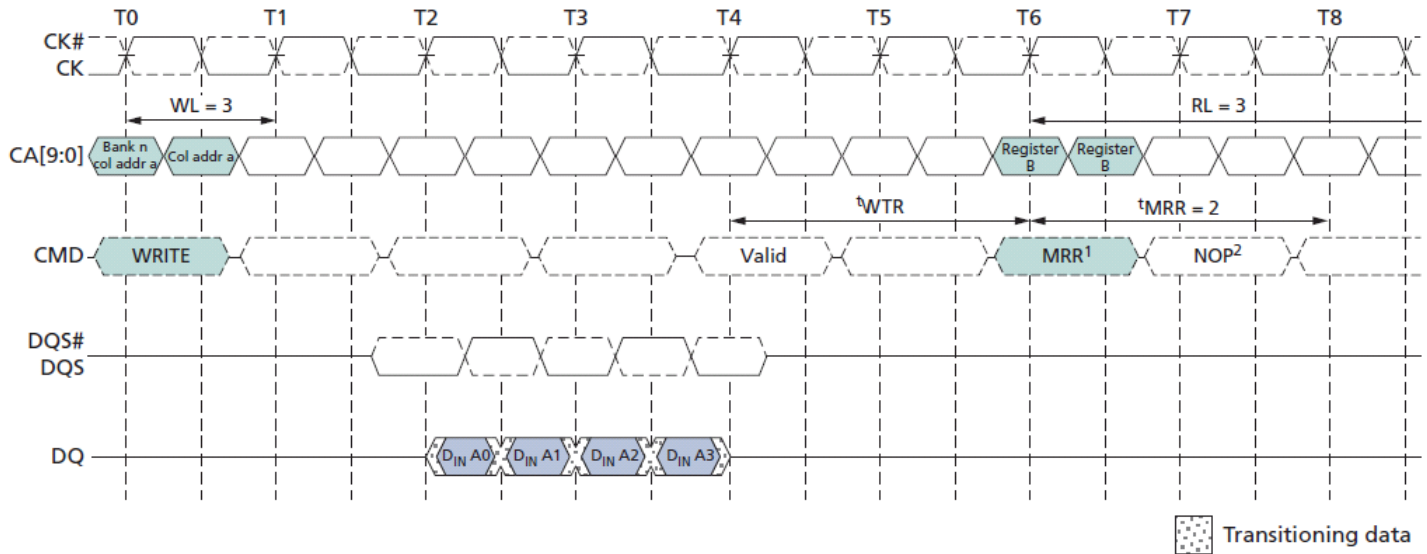 T0 T1 T2 T3 T4 T5 T6 T7 T8
CK#
CK
WL = 3 RL = 3
CA[9:0] Bank n col addr a Col addr a Register B Register B
tWTR tMRR = 2
CMD WRITE Valid MRR1 NOP2
DQS#
DQS
DQ DIN A0 DIN A1 DIN A2 DIN A3
Transitioning data